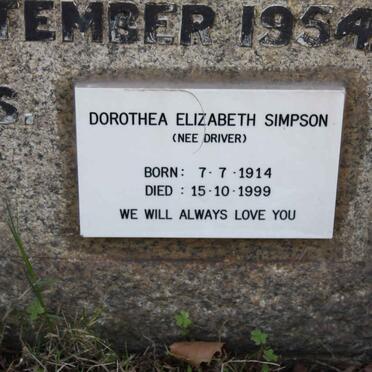 TEMBER 1954
S.
DOROTHEA ELIZABETH SIMPSON
(NEE DRIVER)
BORN: 7·7·1914
DIED : 15·10·1999
WE WILL ALWAYS LOVE YOU